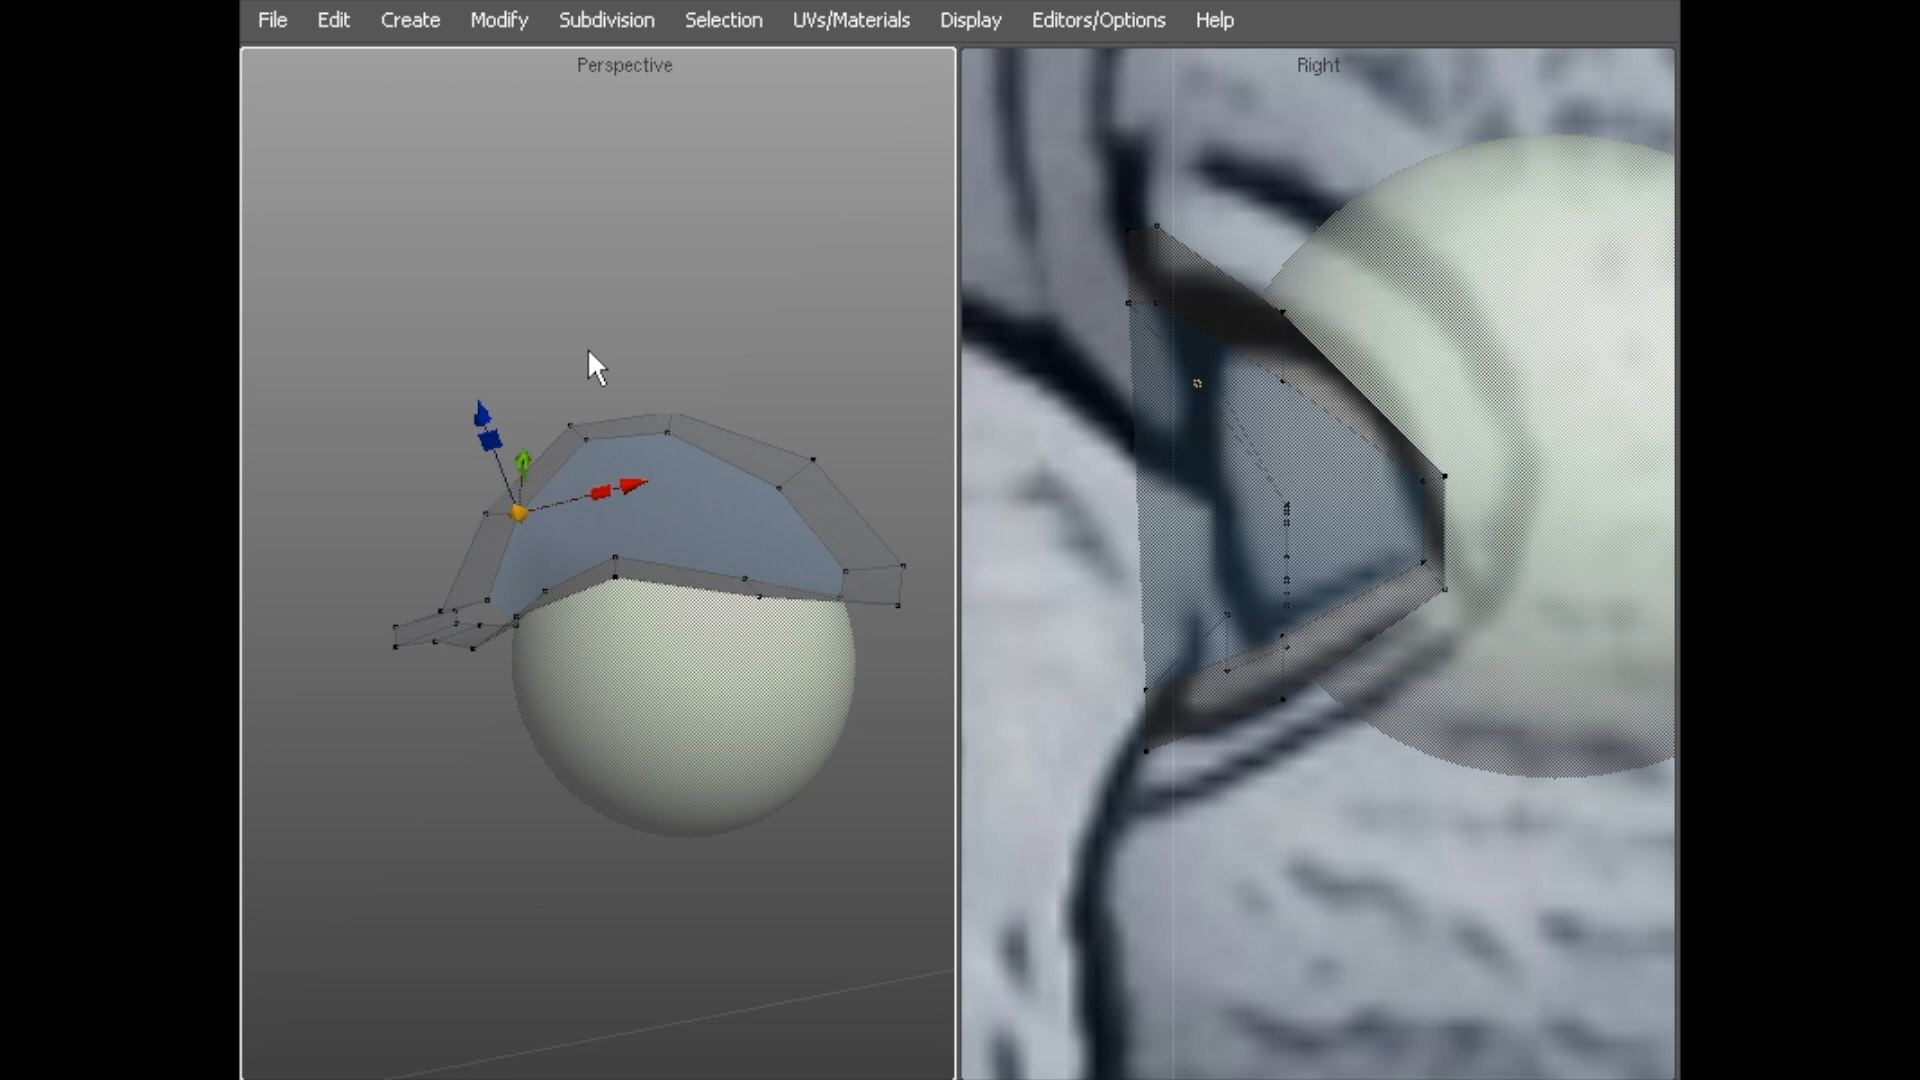 File Edit Create Modify Subdivision Selection UVs/Materials Display Editors/Options Help
Perspective
Right